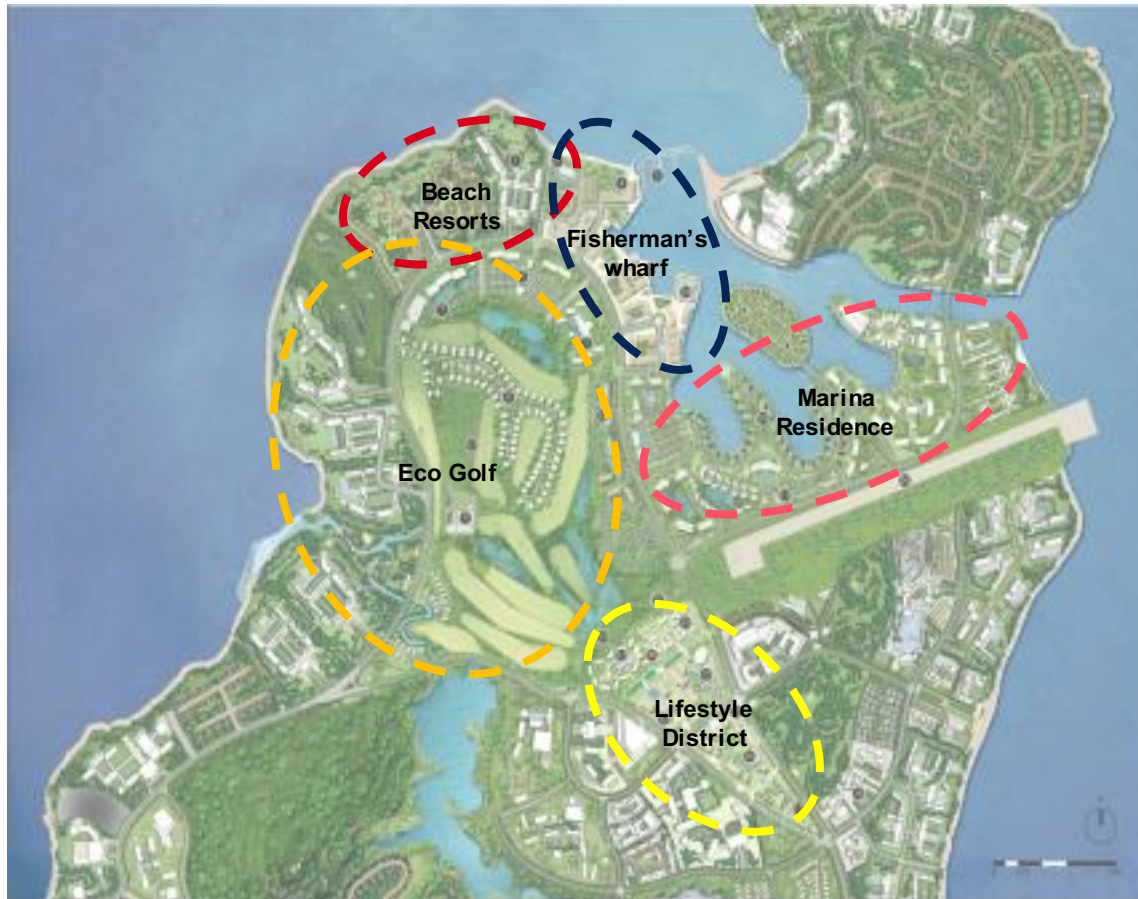 Beach
Resorts
Fisherman's
wharf
Marina
Residence
Eco Golf
Lifestyle
District